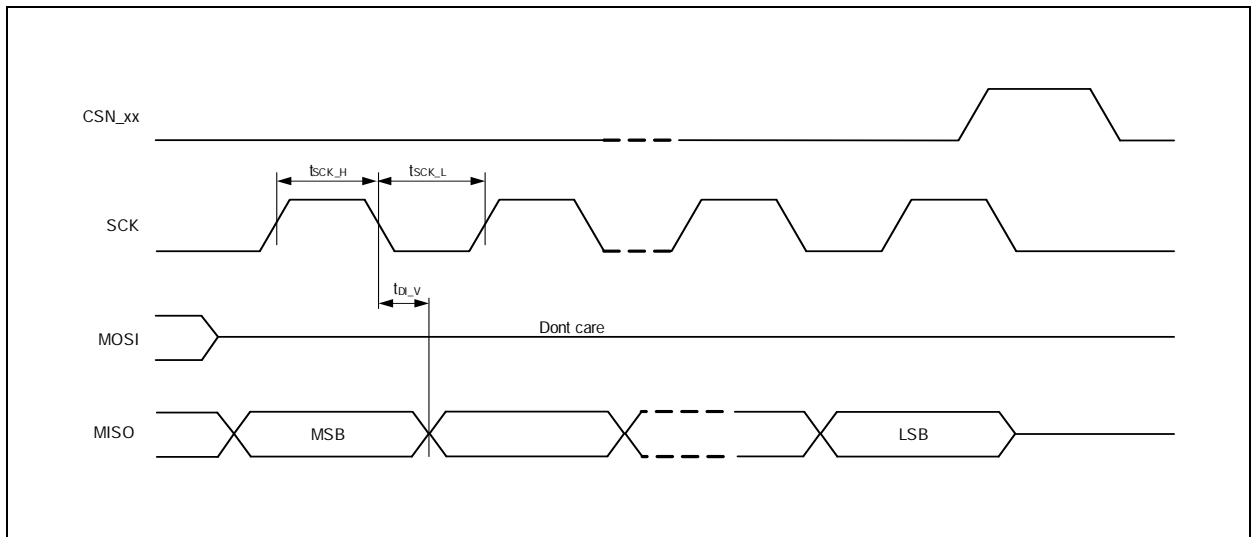 CSN_xx
tSCK_H tSCK_L
SCK
tDI_V
Dont care
MOSI
MISO MSB LSB